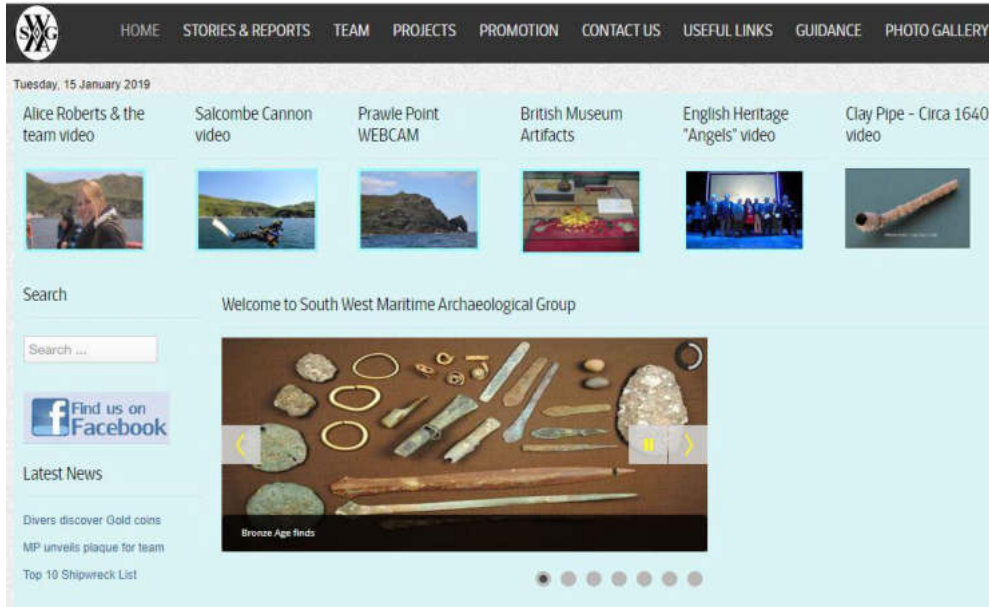 HOME STORIES & REPORTS TEAM PROJECTS PROMOTION CONTACT US USEFUL LINKS GUIDANCE PHOTO GALLERY
Tuesday, 15 January 2019
Alice Roberts & the
team video
Salcombe Cannon
video
Prawle Point
WEBCAM
British Museum
Artifacts
English Heritage
"Angels" video
Clay Pipe - Circa 1640
video
Search
Search ...
Find us on
Facebook
Latest News
Divers discover Gold coins
MP unveils plaque for team
Top 10 Shipwreck List
Welcome to South West Maritime Archaeological Group
Bronze Age finds